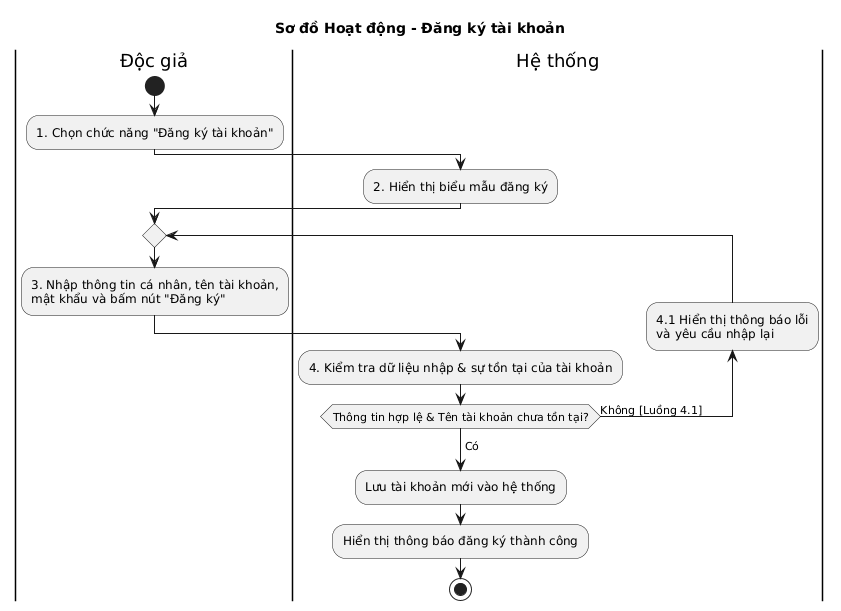 Sơ đồ Hoạt động - Đăng ký tài khoản
Độc giả
Hệ thống
1. Chọn chức năng "Đăng ký tài khoản"
2. Hiển thị biểu mẫu đăng ký
3. Nhập thông tin cá nhân, tên tài khoản,
mật khẩu và bấm nút "Đăng ký"
4.1 Hiển thị thông báo lỗi
và yêu cầu nhập lại
4. Kiểm tra dữ liệu nhập & sự tồn tại của tài khoản
Thông tin hợp lệ & Tên tài khoản chưa tồn tại?
Không [Luồng 4.1]
Có
Lưu tài khoản mới vào hệ thống
Hiển thị thông báo đăng ký thành công